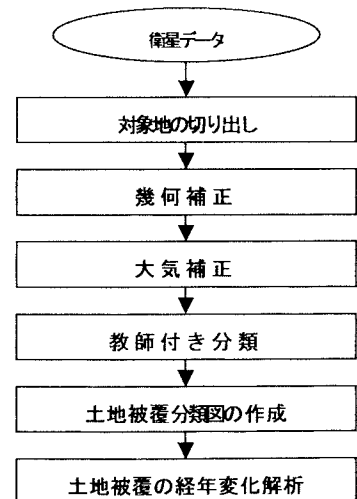 衛星データ
対象地の切り出し
幾何補正
大気補正
教師付き分類
土地被覆分類図の作成
土地被覆の経年変化解析